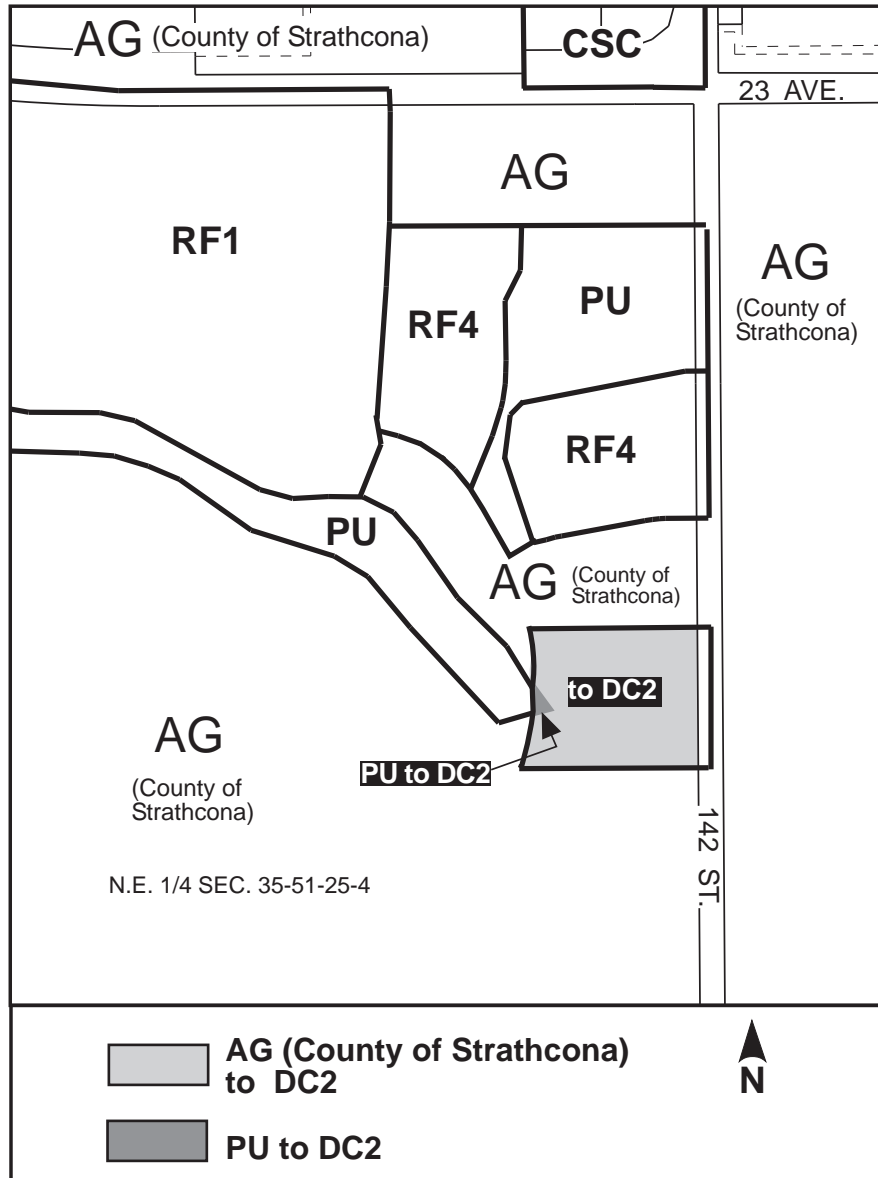 AG (County of Strathcona)
CSC
23 AVE.
AG
RF1
AG
(County of
Strathcona)
PU
RF4
RF4
PU
AG (County of
Strathcona)
to DC2
AG
(County of
Strathcona)
PU to DC2
142 ST.
N.E. 1/4 SEC. 35-51-25-4
AG (County of Strathcona)
to DC2
N
PU to DC2